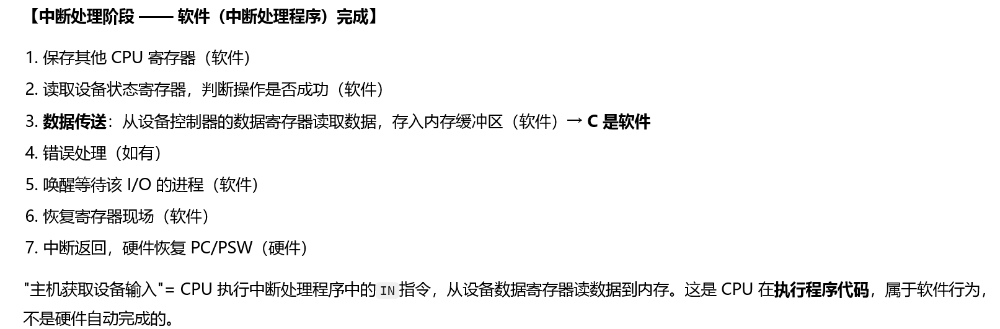 【中断处理阶段 —— 软件（中断处理程序）完成】
1. 保存其他 CPU 寄存器（软件）
2. 读取设备状态寄存器，判断操作是否成功（软件）
3. 数据传送：从设备控制器的数据寄存器读取数据，存入内存缓冲区（软件）→ C 是软件
4. 错误处理（如有）
5. 唤醒等待该 I/O 的进程（软件）
6. 恢复寄存器现场（软件）
7. 中断返回，硬件恢复 PC/PSW（硬件）
"主机获取设备输入"= CPU 执行中断处理程序中的 IN 指令，从设备数据寄存器读数据到内存。这是 CPU 在执行程序代码，属于软件行为，
不是硬件自动完成的。